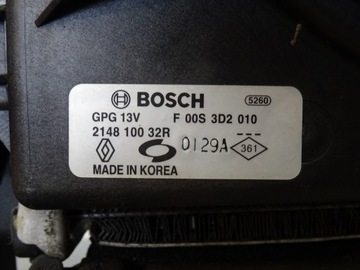 BOSCH 5260
GPG 13V F 00S 3D2 010
2148 100 32R ---
0129A 361
MADE IN KOREA